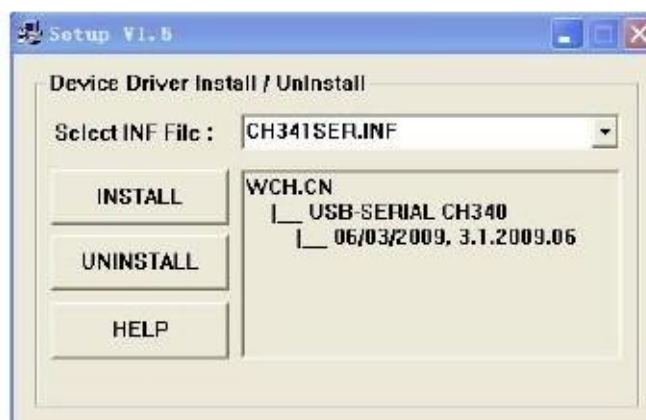 Setup V1.5
Device Driver Install / UnInstall
Select INF File :
CH341SER.INF
INSTALL
UNINSTALL
HELP
WCH.CN
|__ USB-SERIAL CH340
|__ 06/03/2009, 3.1.2009.06